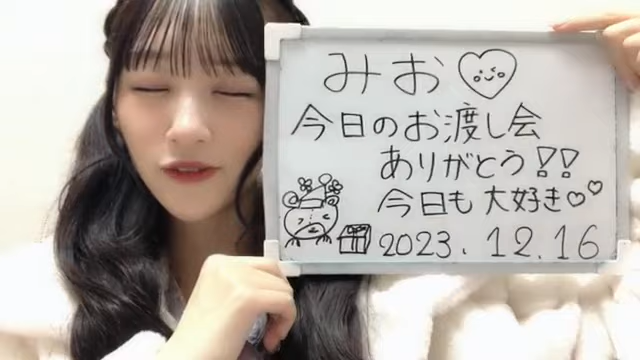 みお
今日のお渡し会
ありがとう!!
今日も大好き
2023.12.16